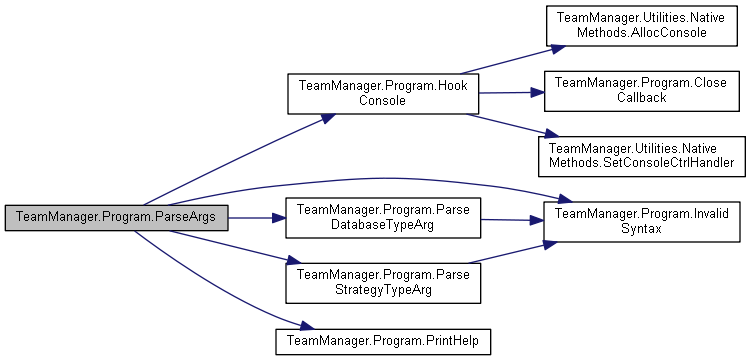 TeamManager.Utilities.Native
Methods.AllocConsole
TeamManager.Program.Hook
Console
TeamManager.Program.Close
Callback
TeamManager.Utilities.Native
Methods.SetConsoleCtrlHandler
TeamManager.Program.ParseArgs
TeamManager.Program.Parse
DatabaseTypeArg
TeamManager.Program.Invalid
Syntax
TeamManager.Program.Parse
StrategyTypeArg
TeamManager.Program.PrintHelp